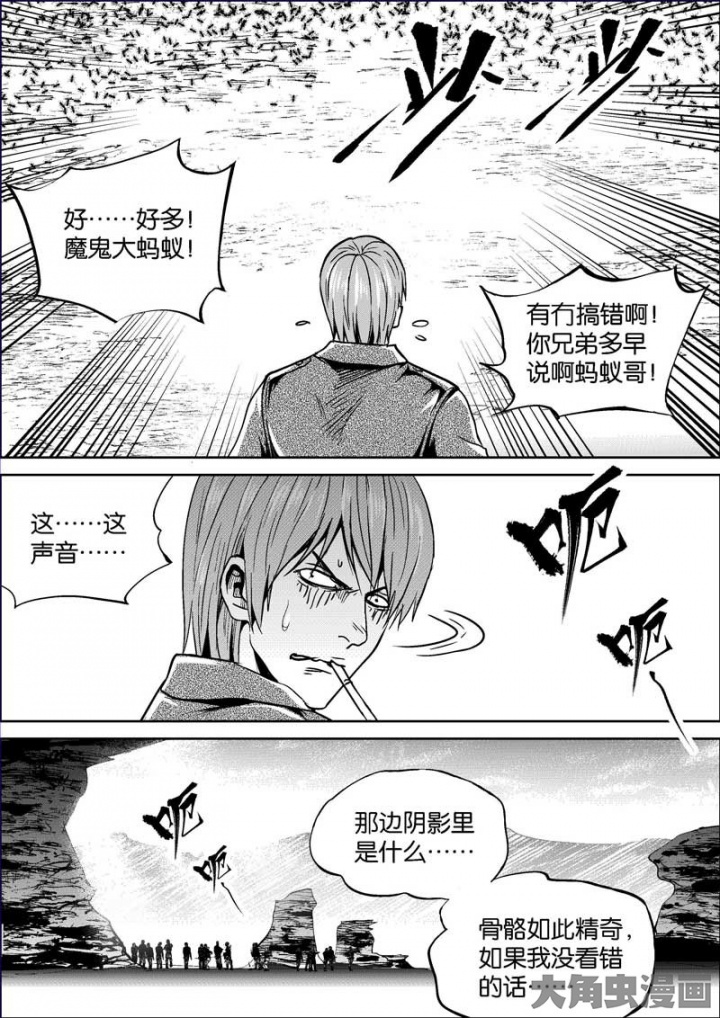 好……好多！
魔鬼大蚂蚁！
有冇搞错啊！
你兄弟多早
说啊蚂蚁哥！
这……这
声音……
呃
呃
那边阴影里
是什么……
呃
呃
骨骼如此精奇，
如果我没看错
的话……
大角虫漫画